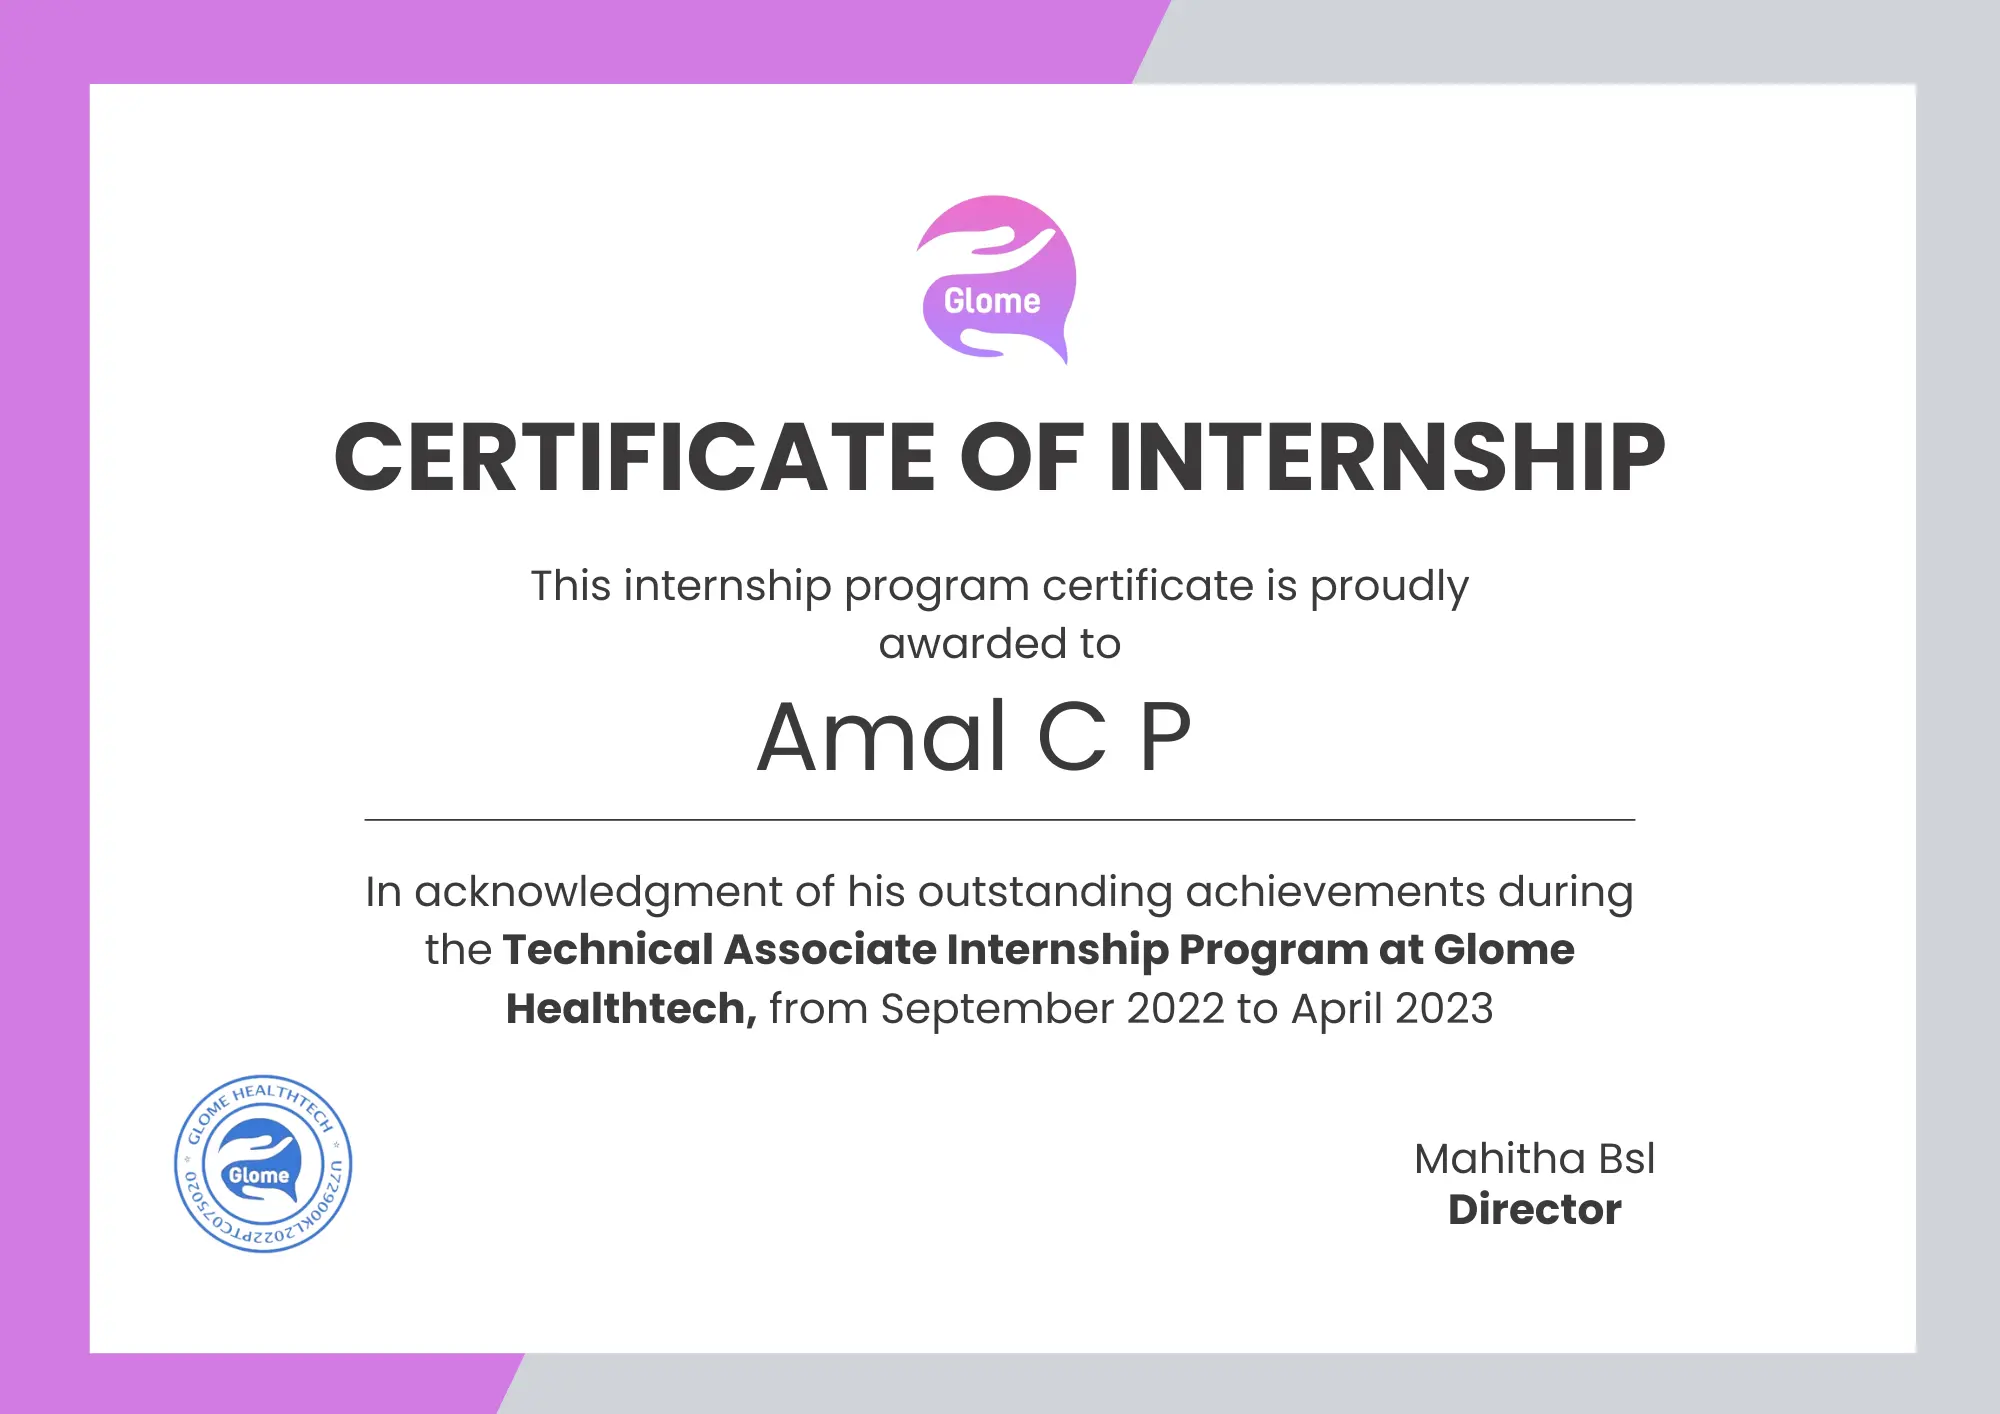 Glome
CERTIFICATE OF INTERNSHIP
This internship program certificate is proudly
awarded to
Amal C P
In acknowledgment of his outstanding achievements during
the Technical Associate Internship Program at Glome
Healthtech, from September 2022 to April 2023
GLOME HEALTHTECH
U72900KL2022PTC075020
Glome
Mahitha Bsl
Director